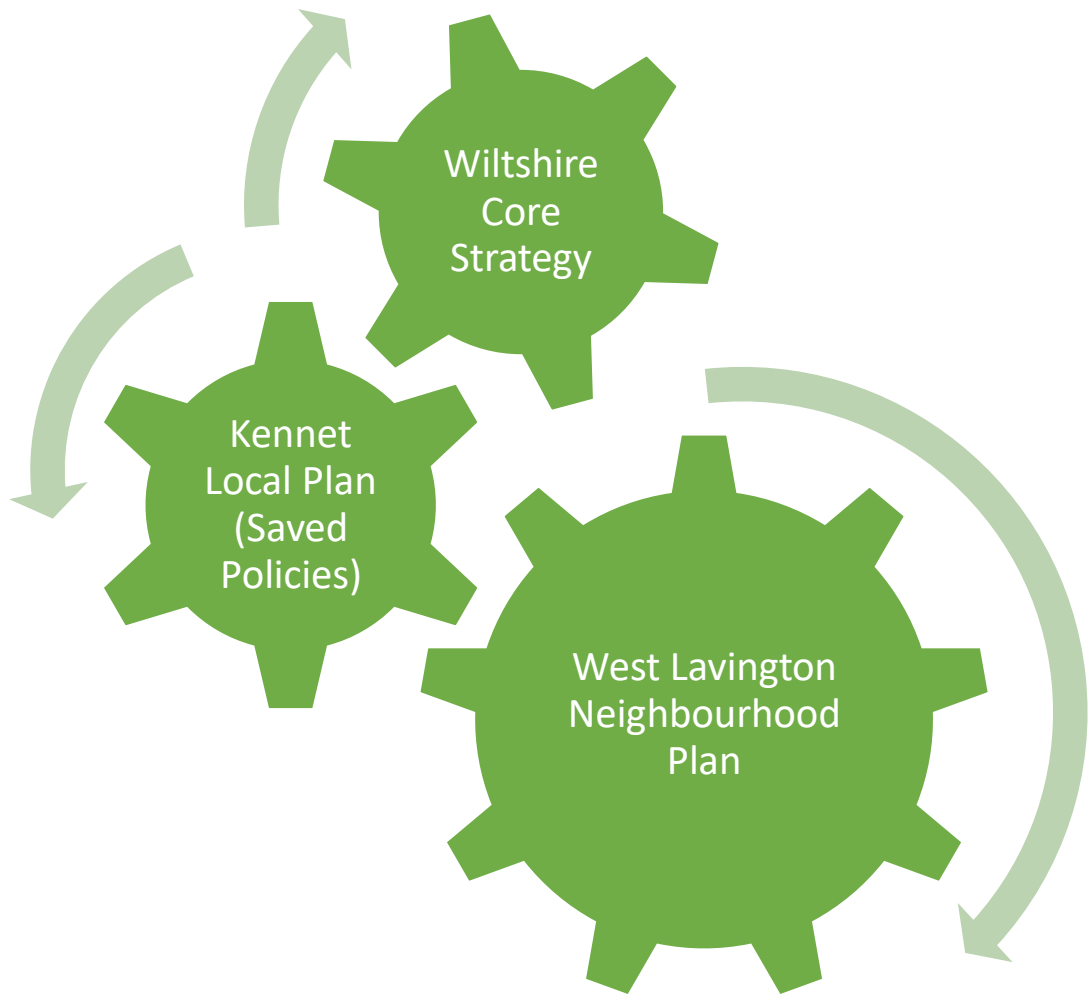 Wiltshire
Core
Strategy
Kennet
Local Plan
(Saved
Policies)
West Lavington
Neighbourhood
Plan